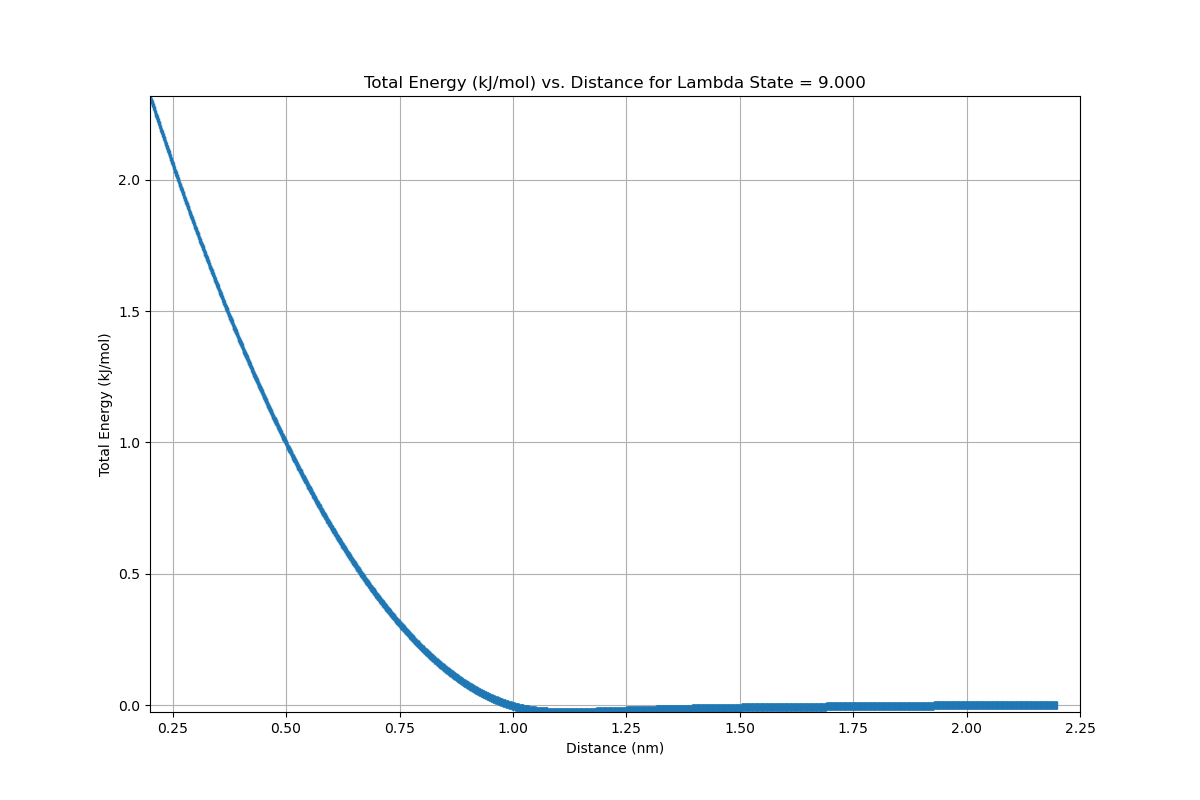 Total Energy (kJ/mol) vs. Distance for Lambda State = 9.000
Total Energy (kJ/mol)
2.0
1.5
1.0
0.5
0.0
0.25 0.50 0.75 1.00 1.25 1.50 1.75 2.00 2.25
Distance (nm)